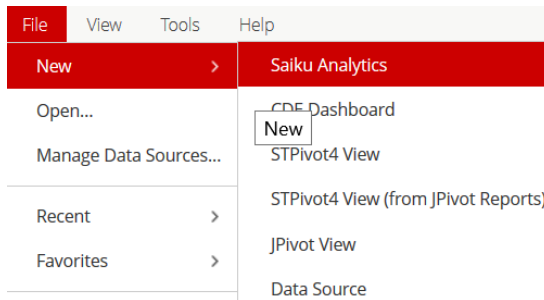 File View Tools Help
New
Open...
Manage Data Sources...
Recent
Favorites
Saiku Analytics
CDF Dashboard
New
STPivot4 View
STPivot4 View (from JPivot Reports)
JPivot View
Data Source